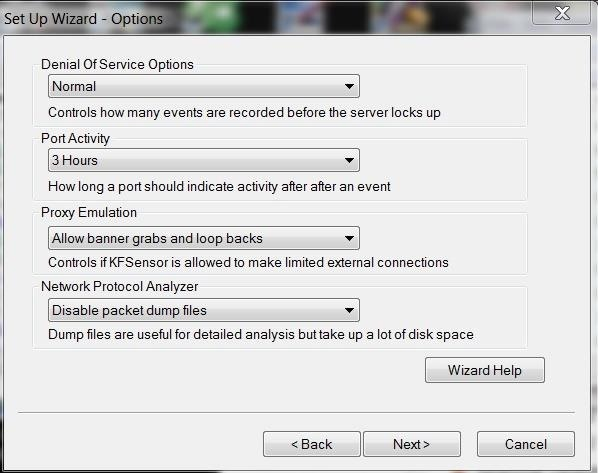 Set Up Wizard - Options
Denial Of Service Options
Normal
Controls how many events are recorded before the server locks up
Port Activity
3 Hours
How long a port should indicate activity after after an event
Proxy Emulation
Allow banner grabs and loop backs
Controls if KFSensor is allowed to make limited external connections
Network Protocol Analyzer
Disable packet dump files
Dump files are useful for detailed analysis but take up a lot of disk space
Wizard Help
< Back
Next >
Cancel